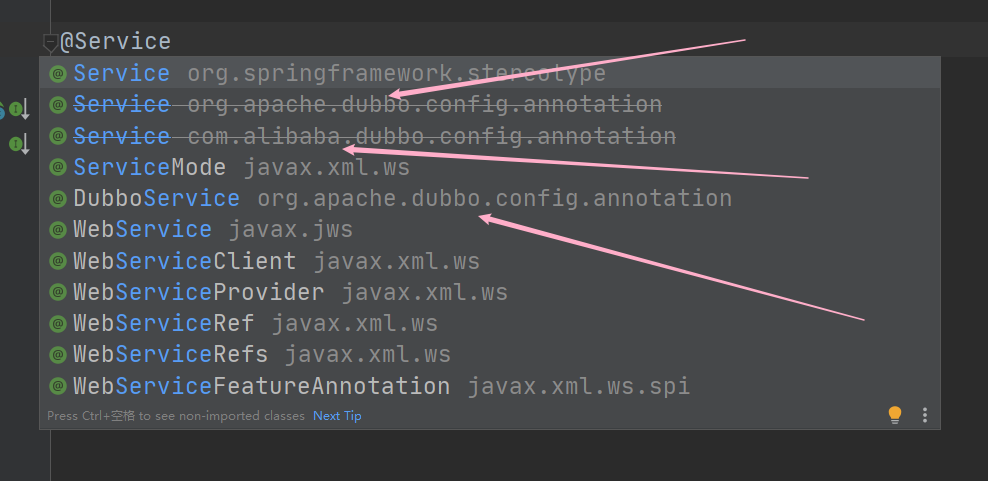 @Service
@ Service org.springframework.stereotype
@ Service org.apache.dubbo.config.annotation
@ Service com.alibaba.dubbo.config.annotation
@ ServiceMode javax.xml.ws
@ DubboService org.apache.dubbo.config.annotation
@ WebService javax.jws
@ WebServiceClient javax.xml.ws
@ WebServiceProvider javax.xml.ws
@ WebServiceRef javax.xml.ws
@ WebServiceRefs javax.xml.ws
@ WebServiceFeatureAnnotation javax.xml.ws.spi
Press Ctrl+空格 to see non-imported classes Next Tip